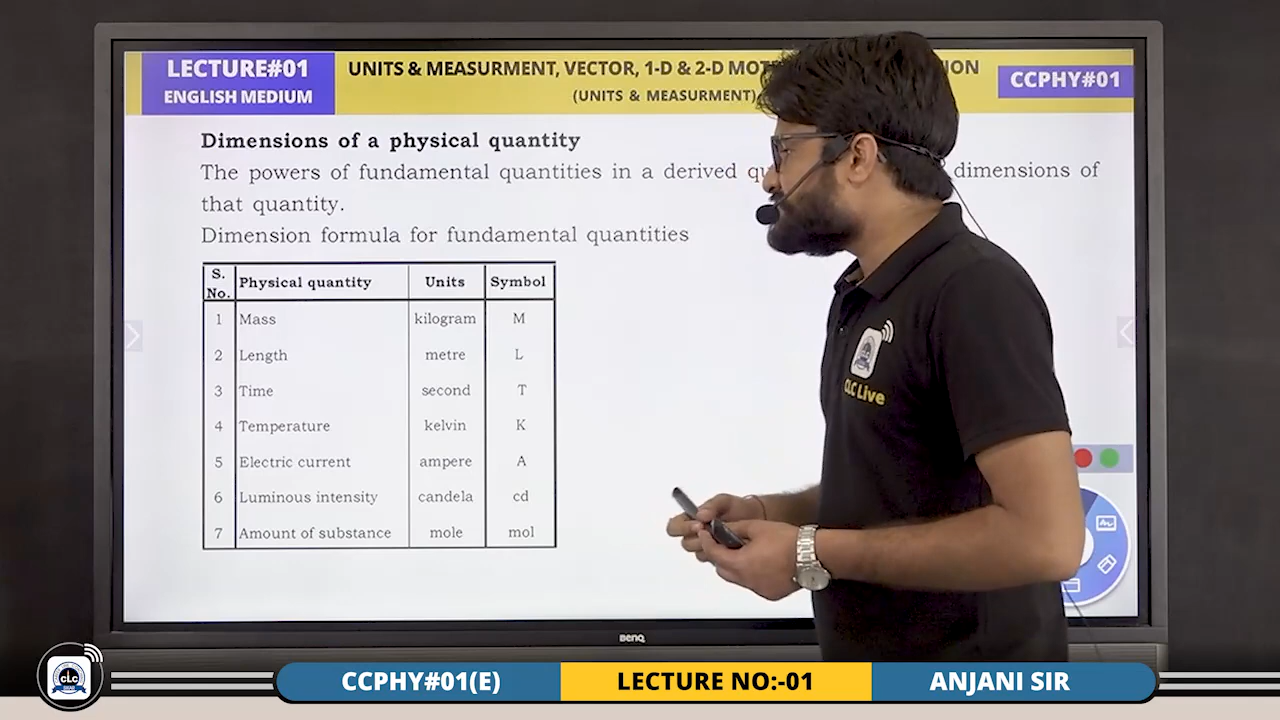 LECTURE#01
ENGLISH MEDIUM
UNITS & MEASURMENT, VECTOR, 1-D & 2-D
(UNITS & MEASURMENT)
CCPHY#01
Dimensions of a physical quantity
The powers of fundamental quantities in a derived dimensions of
that quantity.
Dimension formula for fundamental quantities
S. No. Physical quantity Units Symbol
1 Mass kilogram M
2 Length metre L
3 Time second T
4 Temperature kelvin K
5 Electric current ampere A
6 Luminous intensity candela cd
7 Amount of substance mole mol
CLC Live
BenQ
CLC
CCPHY#01(E) LECTURE NO:-01 ANJANI SIR